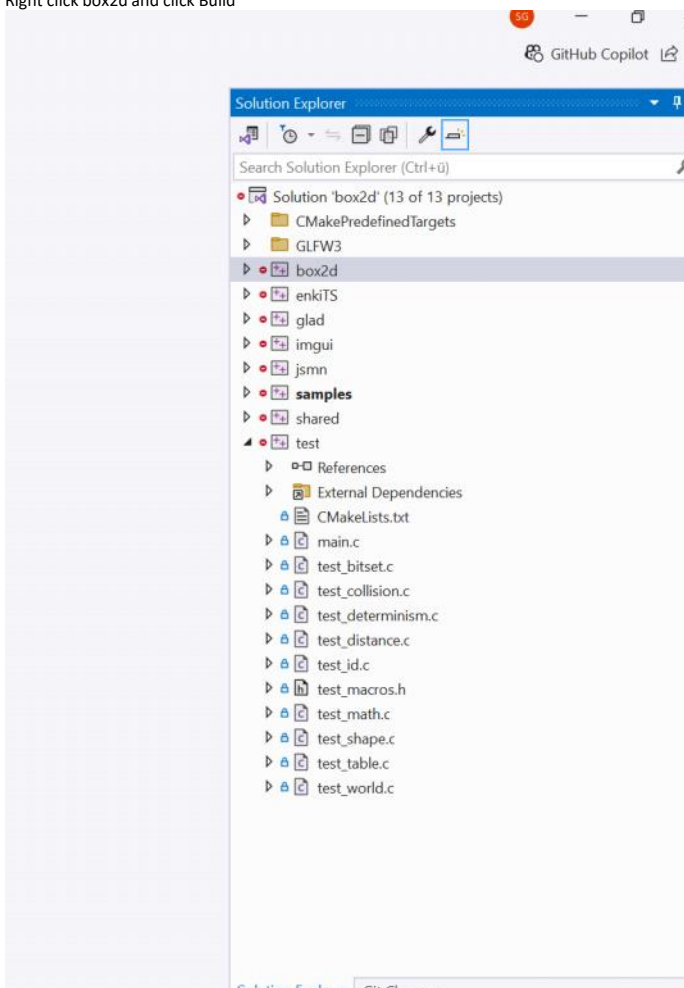 Right click box2d and click Build
SG
GitHub Copilot
Solution Explorer
Search Solution Explorer (Ctrl+ü)
Solution 'box2d' (13 of 13 projects)
CMakePredefinedTargets
GLFW3
box2d
enkiTS
glad
imgui
jsmn
samples
shared
test
References
External Dependencies
CMakeLists.txt
main.c
test_bitset.c
test_collision.c
test_determinism.c
test_distance.c
test_id.c
test_macros.h
test_math.c
test_shape.c
test_table.c
test_world.c